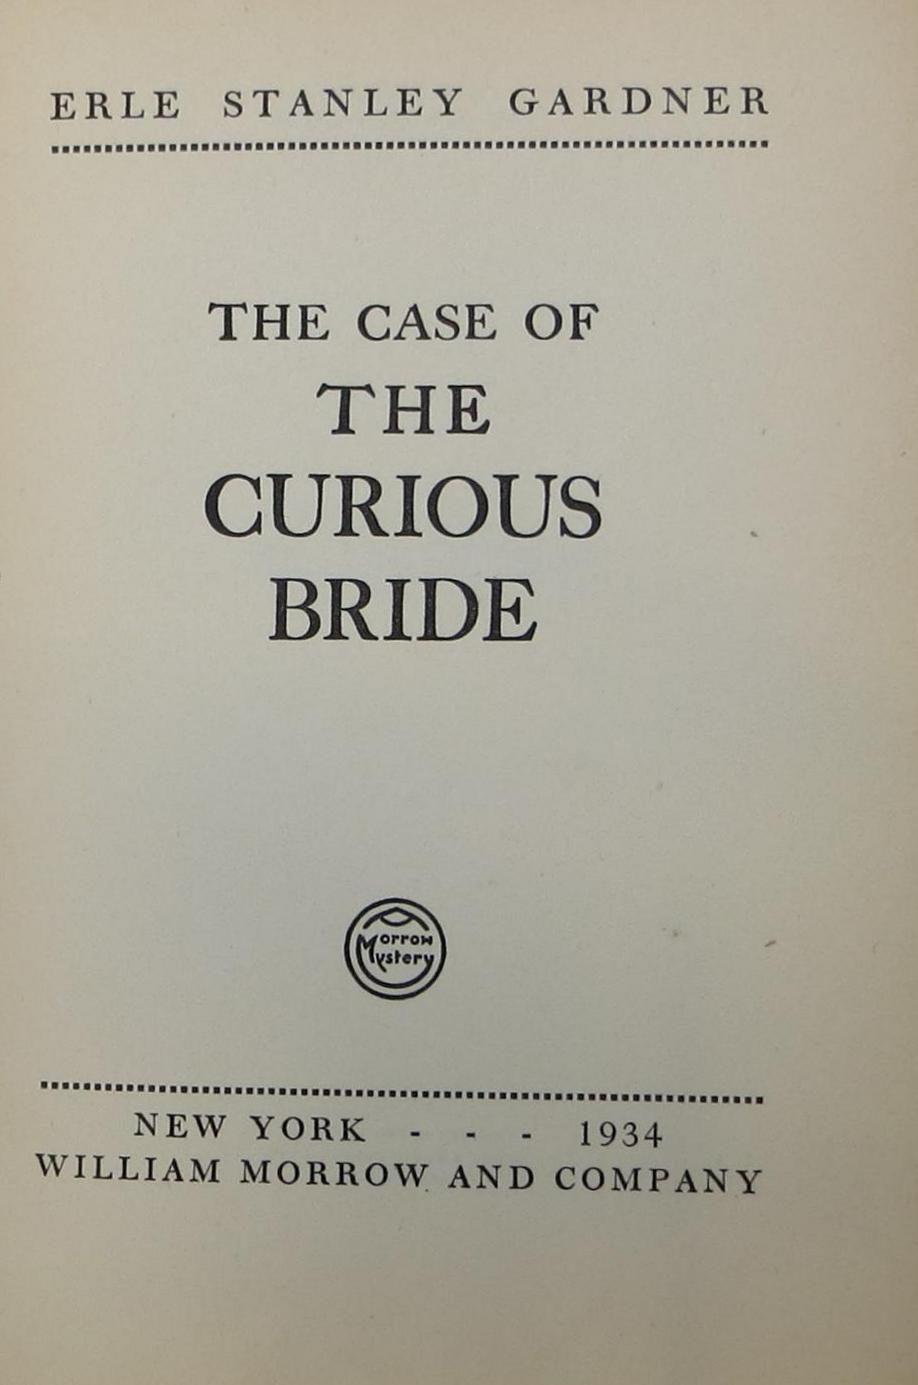 ERLE STANLEY GARDNER
THE CASE OF
THE
CURIOUS
BRIDE
Morrow
Mystery
NEW YORK - - - 1934
WILLIAM MORROW AND COMPANY